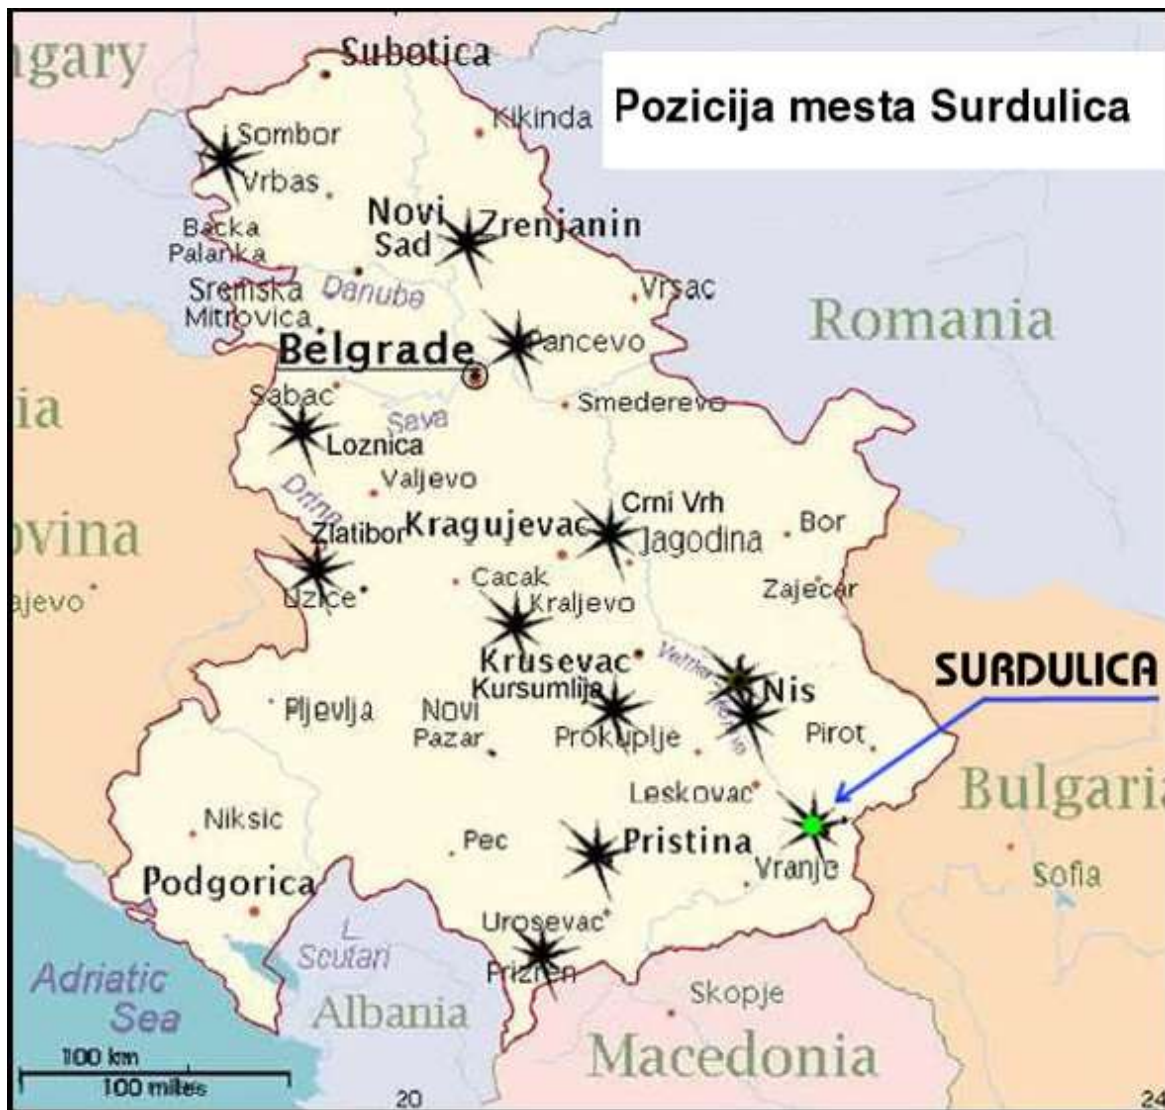 ngary
Subotica
Pozicija mesta Surdulica
Kikinda
Sombor
Vrbas
Novi
Sad
Zrenjanin
Backa
Palanka
Danube
Sremska
Mitrovica
Vrsac
Romania
Belgrade
Pancevo
Sabac
Sava
Smederevo
ia
Loznica
Drina
Valjevo
Crni Vrh
Kragujevac
Jagodina
Bor
ovina
Zlatibor
Cacak
Zajecar
ajevo
Uzice
Kraljevo
Krusevac
SURDULICA
Kursumlija
Nis
Pljevlja
Novi
Pazar
Prokuplje
Pirot
Leskovac
Bulgaria
Niksic
Pec
Pristina
Vranje
Sofia
Podgorica
Urosevac
L
Scutari
Prizren
Adriatic
Sea
Albania
Skopje
Macedonia
100 km
100 miles
20
24